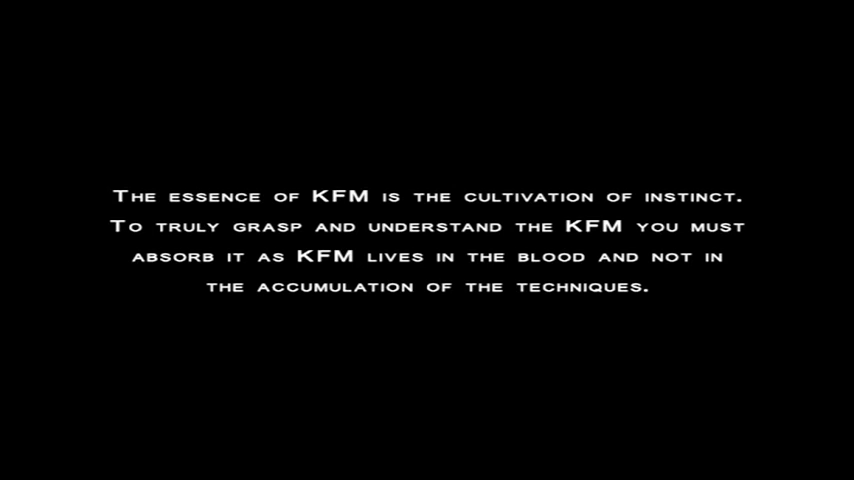 The essence of KFM is the cultivation of instinct.
To truly grasp and understand the KFM you must
absorb it as KFM lives in the blood and not in
the accumulation of the techniques.